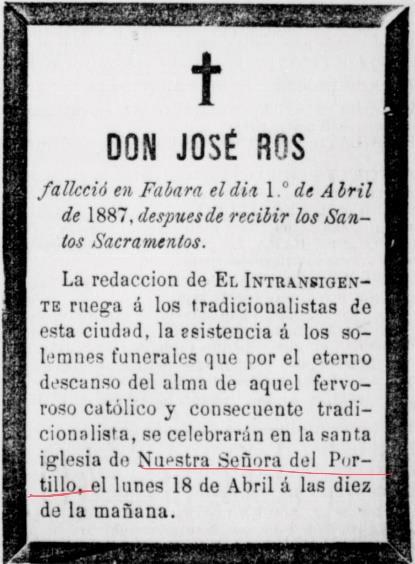 DON JOSÉ ROS
falleció en Fabara el dia 1.º de Abril
de 1887, despues de recibir los San-
tos Sacramentos.
La redaccion de EL INTRANSIGEN-
TE ruega á los tradicionalistas de
esta ciudad, la asistencia á los so-
lemnes funerales que por el eterno
descanso del alma de aquel fervo-
roso católico y consecuente tradi-
cionalista, se celebrarán en la santa
iglesia de Nuestra Señora del Por-
tillo, el lunes 18 de Abril á las diez
de la mañana.